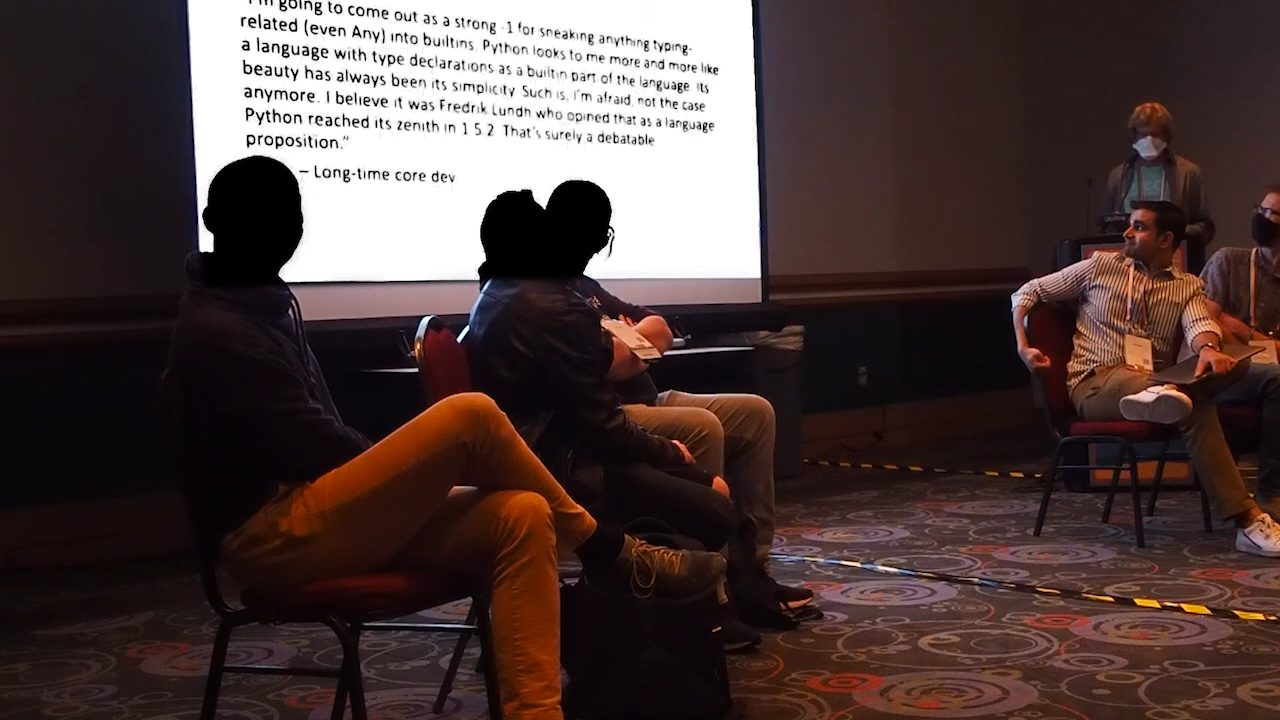 "I'm going to come out as a strong -1 for sneaking anything typing-
related (even Any) into builtins. Python looks to me more and more like
a language with type declarations as a builtin part of the language. Its
beauty has always been its simplicity. Such is, I'm afraid, not the case
anymore. I believe it was Fredrik Lundh who opined that as a language
Python reached its zenith in 1.5.2. That's surely a debatable
proposition."
– Long-time core dev